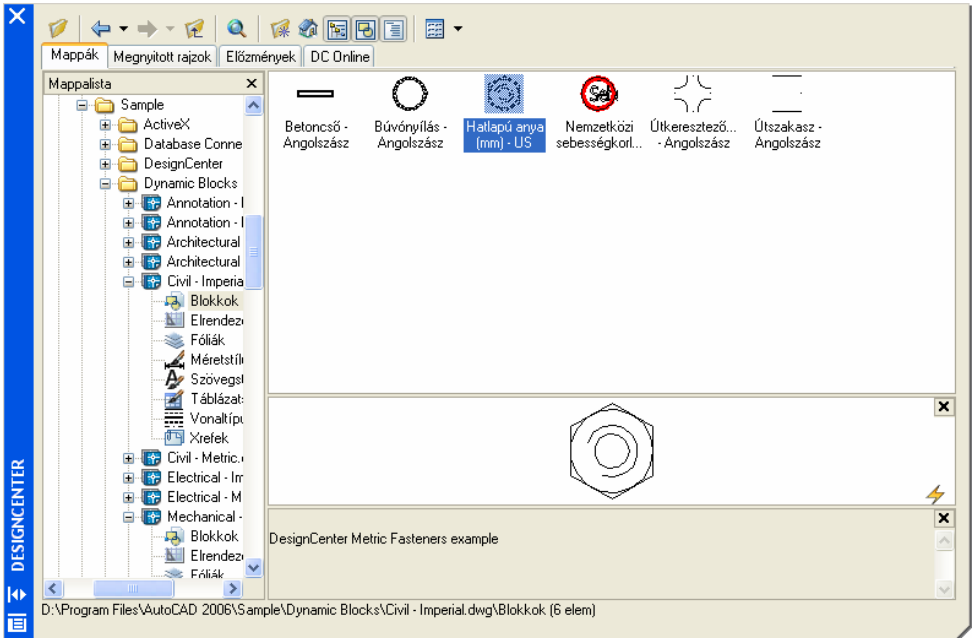 Mappák
Megnyitott rajzok
Előzmények
DC Online
Mappalista
Sample
ActiveX
Database Conne
DesignCenter
Dynamic Blocks
Annotation - I
Annotation - I
Architectural
Architectural
Civil - Imperia
Blokkok
Elrendeze
Fóliák
Méretstílu
Szövegst
Táblázat
Vonaltípu
Xrefek
Civil - Metric.
Electrical - Im
Electrical - M
Mechanical -
Blokkok
Elrendeze
Fóliák
Betoncső -
Angolszász
Búvónyílás -
Angolszász
Hatlapú anya
(mm) - US
Nemzetközi
sebességkorl...
Útkeresztező...
- Angolszász
Útszakasz -
Angolszász
DesignCenter Metric Fasteners example
DESIGNCENTER
D:\Program Files\AutoCAD 2006\Sample\Dynamic Blocks\Civil - Imperial.dwg\Blokkok (6 elem)